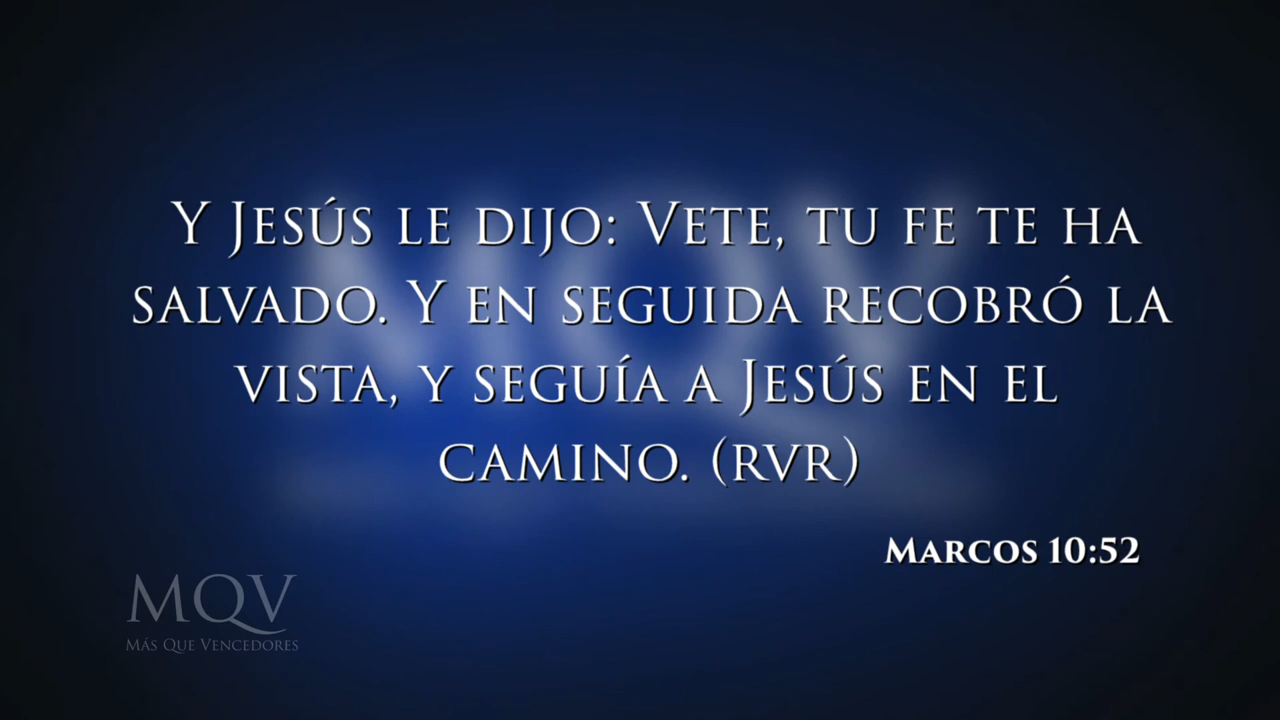 Y Jesús le dijo: Vete, tu fe te ha
salvado. Y en seguida recobró la
vista, y seguía a Jesús en el
camino. (rvr)
Marcos 10:52
MQV
Más Que Vencedores